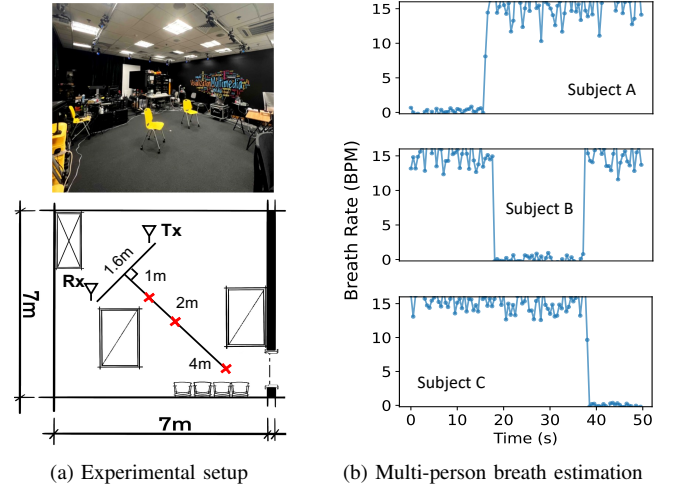 Multimedia
Tx
1.6m
Rx
1m
2m
4m
7m
7m
(a) Experimental setup
Breath Rate (BPM)
15
10
5
0
Subject A
15
10
5
0
Subject B
15
10
5
0
Subject C
0 10 20 30 40 50
Time (s)
(b) Multi-person breath estimation